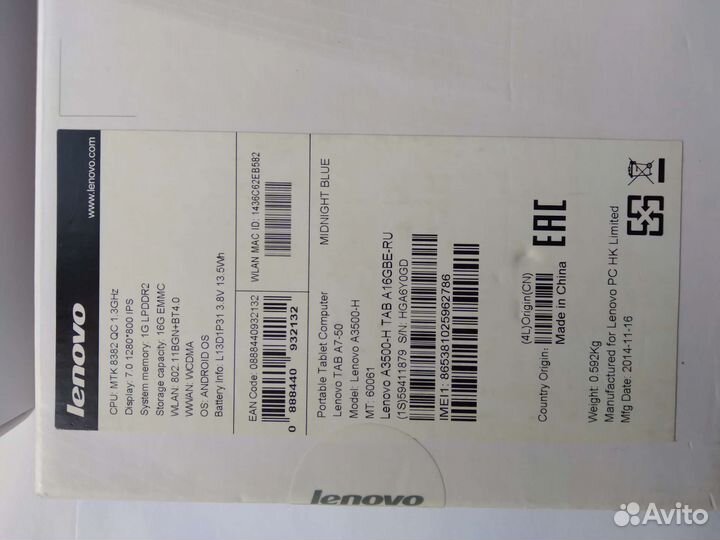 www.lenovo.com
lenovo
CPU: MTK 8382 QC 1.3GHz
Display: 7.0 1280*800 IPS
System memory: 1G LPDDR2
Storage capacity: 16G EMMC
WLAN: 802.11BGN+BT4.0
WWAN: WCDMA
OS: ANDROID OS
Battery Info: L13D1P31 3.8V 13.5Wh
EAN Code: 0888440932132
0 888440 932132
WLAN MAC ID: 1436C62EB582
Portable Tablet Computer
Lenovo TAB A7-50 MIDNIGHT BLUE
Model: Lenovo A3500-H
MT: 60061
Lenovo A3500-HT TAB A16GBE-RU
(1S)59411879 S/N: HGA6Y0GD
IMEI1: 865381025962786
(4L)Origin(CN)
Country Origin:
Made in China
EAC
Weight: 0.592Kg
Manufactured for Lenovo PC HK Limited
Mfg Date: 2014-11-16
lenovo
Avito